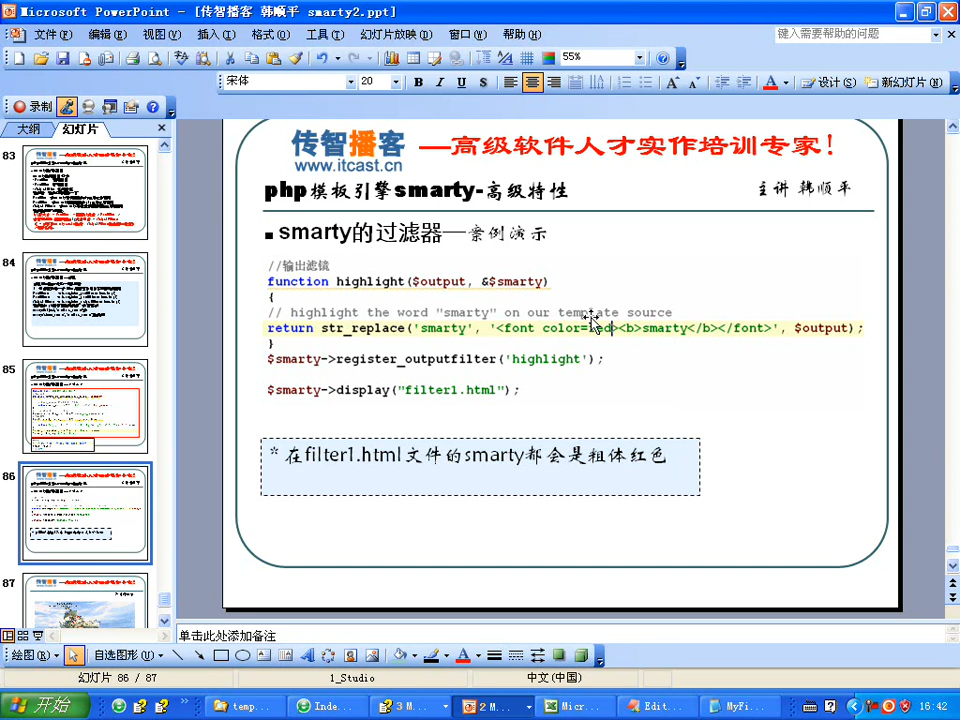 Microsoft PowerPoint - [传智播客 韩顺平 smarty2.ppt]
文件(F) 编辑(E) 视图(V) 插入(I) 格式(O) 工具(T) 幻灯片放映(D) 窗口(W) 帮助(H) 键入需要帮助的问题
55%
宋体 20 B I U S 设计(S) 新幻灯片(N)
录制
大纲 幻灯片
83
84
85
86
87
传智播客 —高级软件人才实作培训专家!
www.itcast.cn
php模板引擎smarty-高级特性 主讲 韩顺平
smarty的过滤器—案例演示
//输出滤镜
function highlight($output, &$smarty)
{
// highlight the word "smarty" on our template source
return str_replace('smarty', '<font color=red><b>smarty</b></font>', $output);
}
$smarty->register_outputfilter('highlight');
$smarty->display("filter1.html");
* 在filter1.html文件的smarty都会是粗体红色
单击此处添加备注
绘图(R) 自选图形(U)
幻灯片 86 / 87 1_Studio 中文(中国)
开始 temp... Inde... 3 M... 2 M... Micr... Edit... MyFi... 16:42